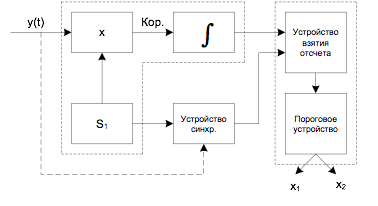 y(t)
x
Кор.
∫
Устройство
взятия
отсчета
S₁
Устройство
синхр.
Пороговое
устройство
x₁
x₂